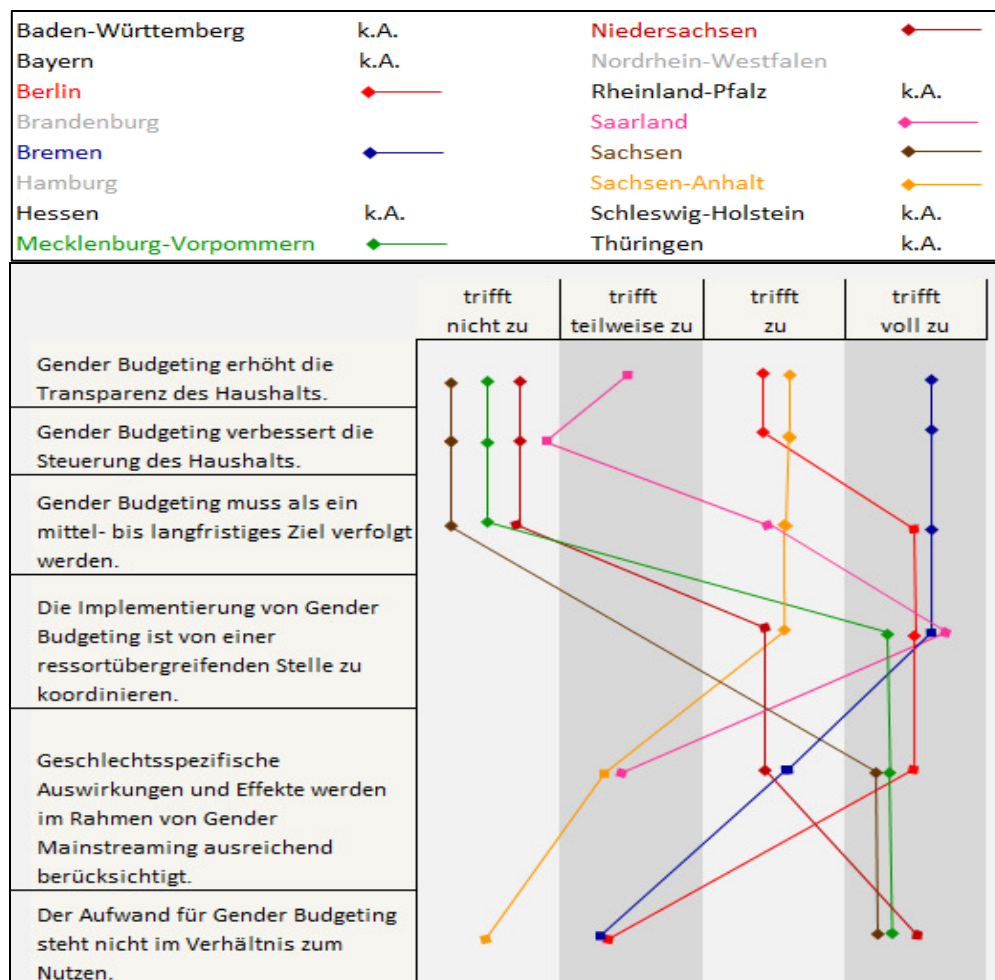 Baden-Württemberg k.A. Niedersachsen
Bayern k.A. Nordrhein-Westfalen
Berlin Rheinland-Pfalz k.A.
Brandenburg Saarland
Bremen Sachsen
Hamburg Sachsen-Anhalt
Hessen k.A. Schleswig-Holstein k.A.
Mecklenburg-Vorpommern Thüringen k.A.
trifft trifft trifft trifft
nicht zu teilweise zu zu voll zu
Gender Budgeting erhöht die
Transparenz des Haushalts.
Gender Budgeting verbessert die
Steuerung des Haushalts.
Gender Budgeting muss als ein
mittel- bis langfristiges Ziel verfolgt
werden.
Die Implementierung von Gender
Budgeting ist von einer
ressortübergreifenden Stelle zu
koordinieren.
Geschlechtsspezifische
Auswirkungen und Effekte werden
im Rahmen von Gender
Mainstreaming ausreichend
berücksichtigt.
Der Aufwand für Gender Budgeting
steht nicht im Verhältnis zum
Nutzen.